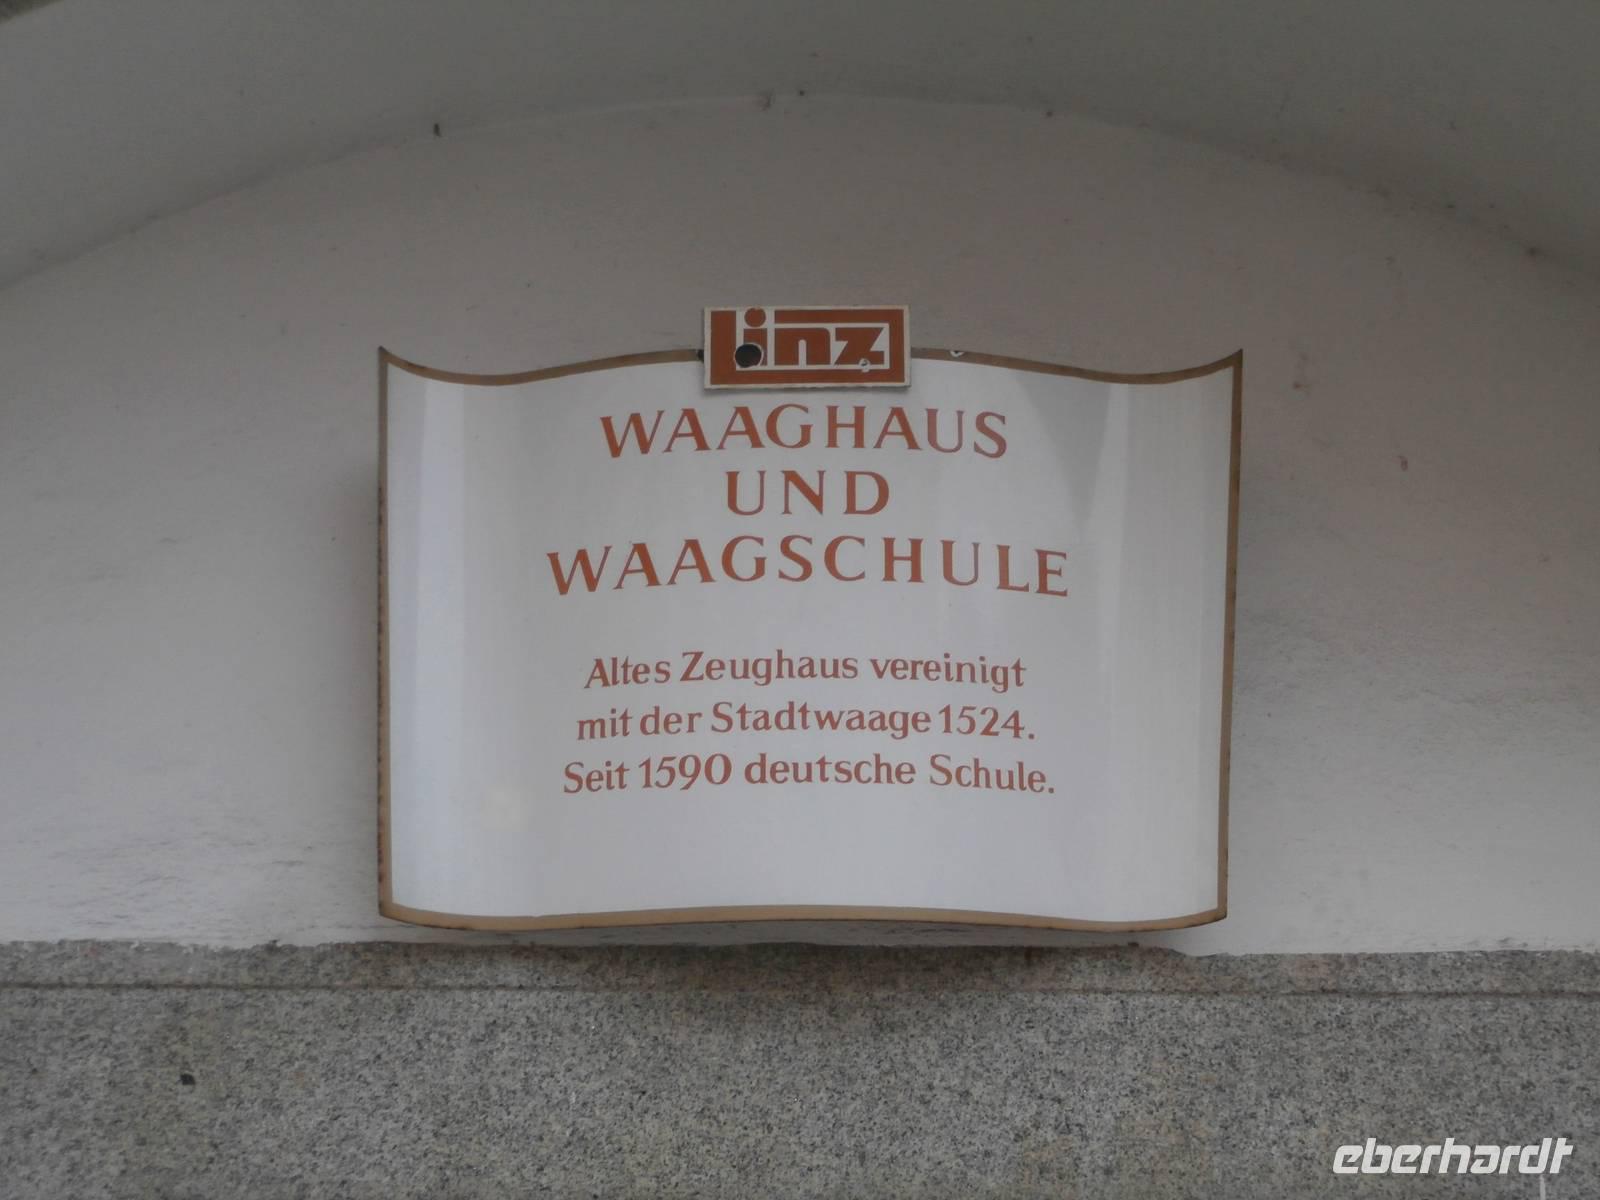 Linz
WAAGHAUS
UND
WAAGSCHULE
Altes Zeughaus vereinigt
mit der Stadtwaage 1524.
Seit 1590 deutsche Schule.
eberhardt